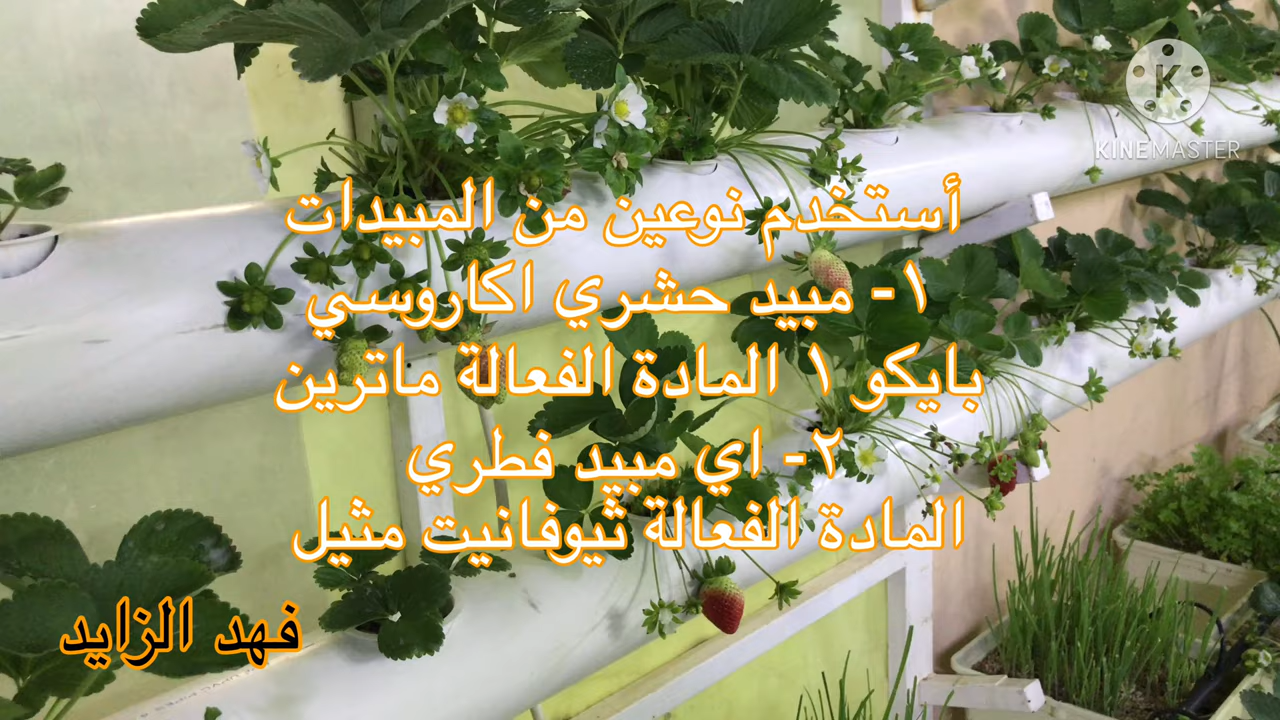 أستخدم نوعين من المبيدات
١- مبيد حشري اكاروسي
بايكو ١ المادة الفعالة ماترين
٢- اي مبيد فطري
المادة الفعالة ثيوفانيت مثيل
فهد الزايد
KINEMASTER